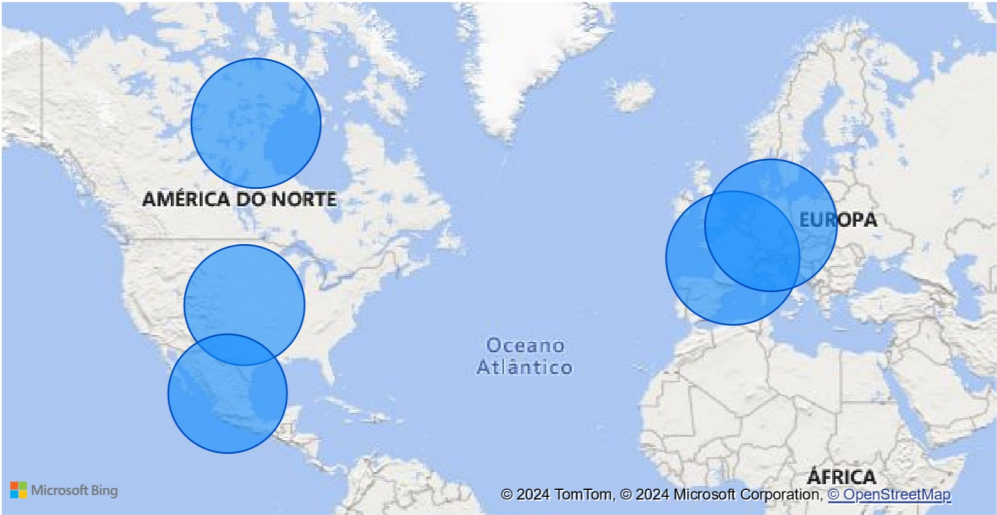 AMÉRICA DO NORTE
EUROPA
Oceano
Atlântico
ÁFRICA
Microsoft Bing
© 2024 TomTom, © 2024 Microsoft Corporation, © OpenStreetMap